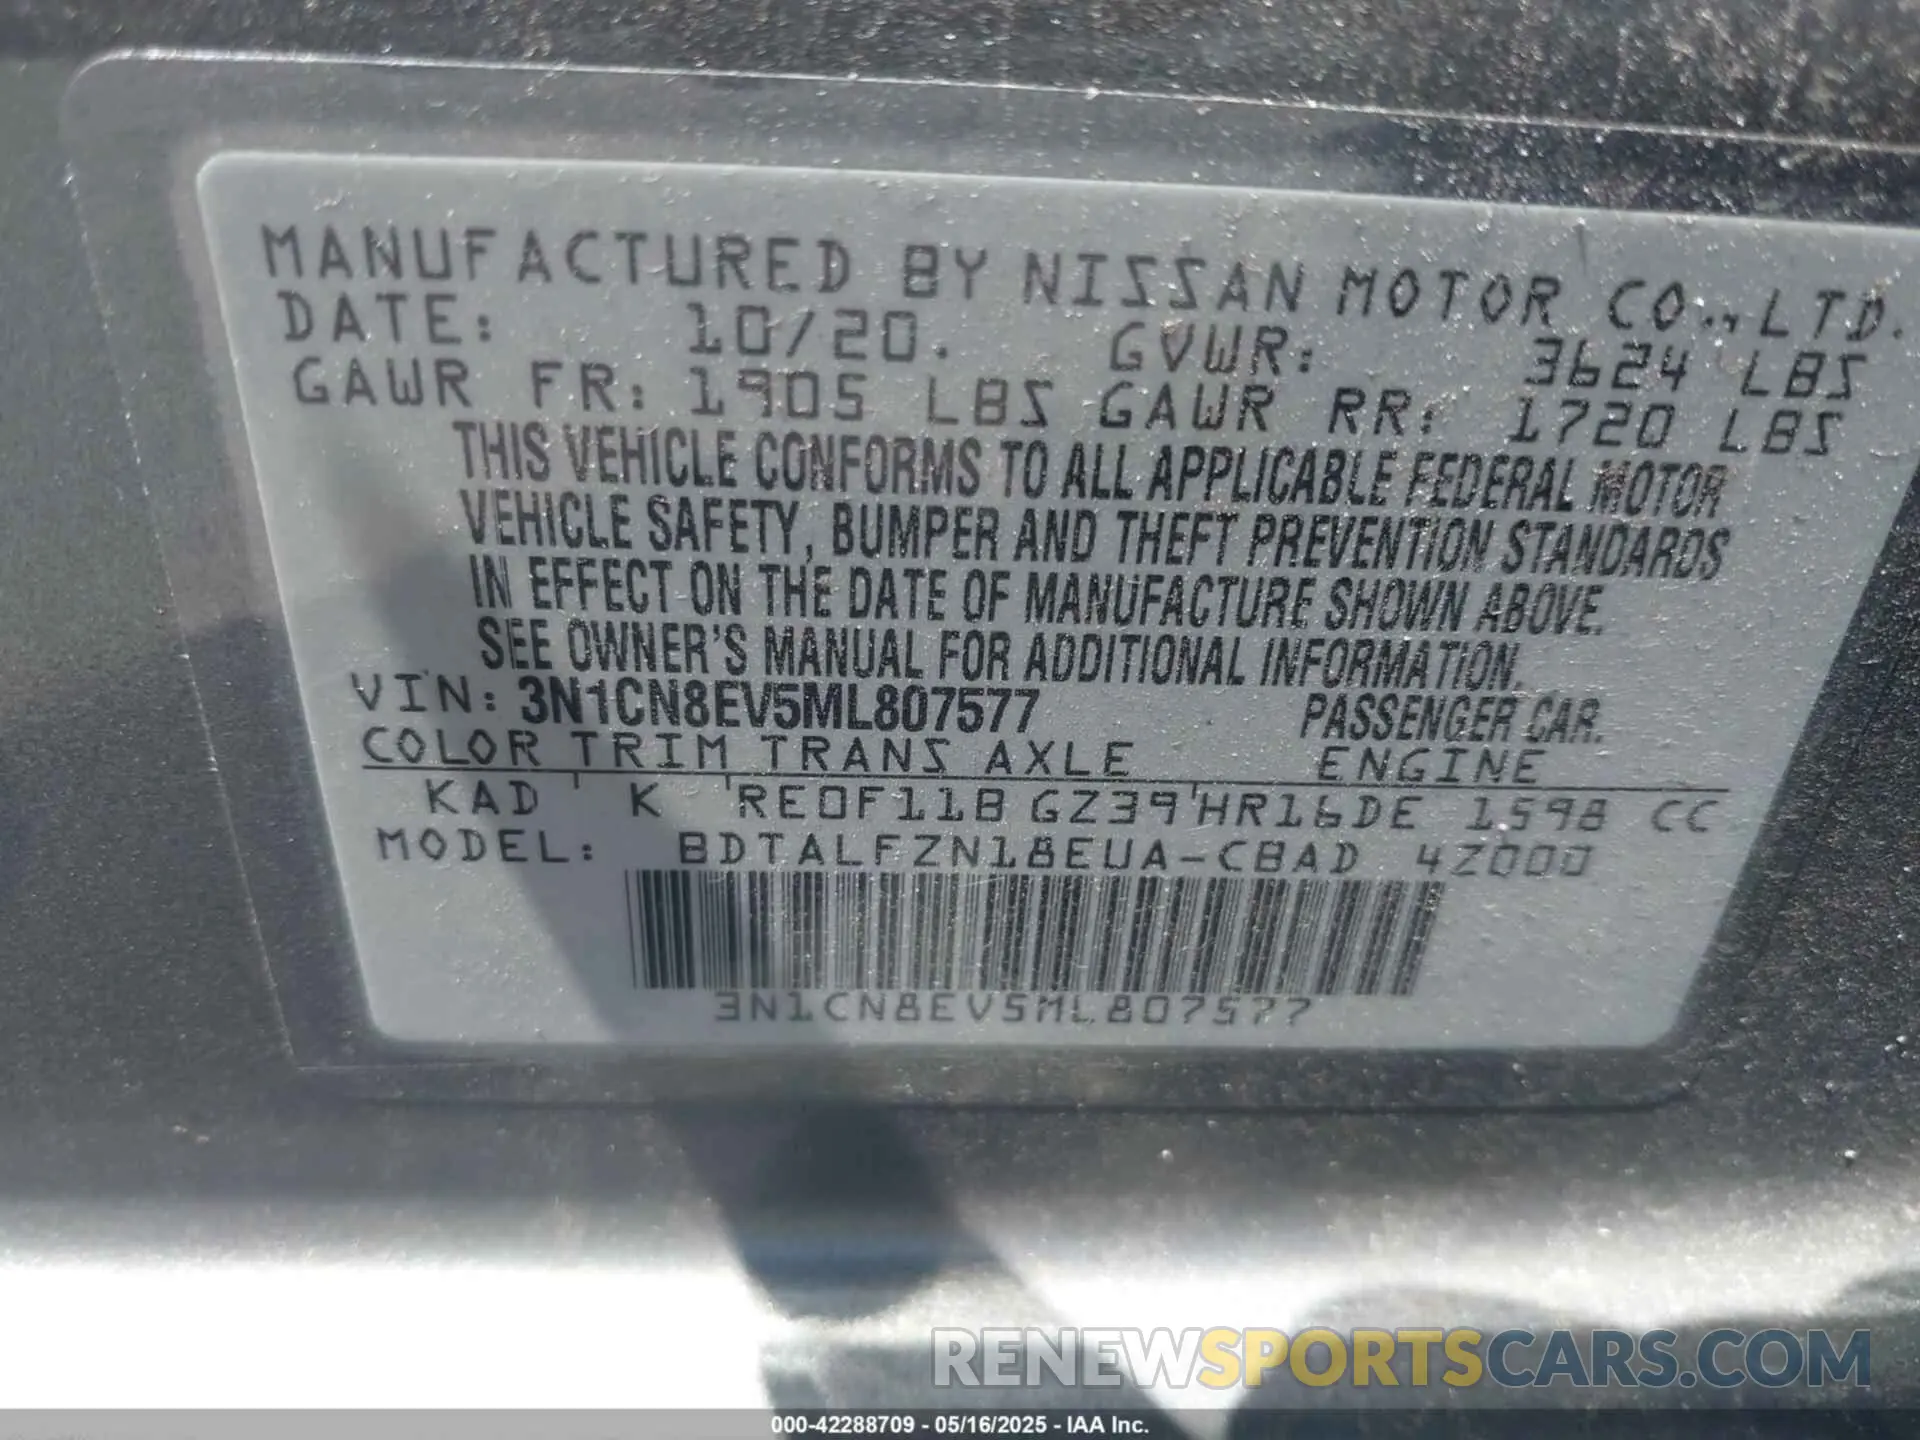 MANUFACTURED BY NISSAN MOTOR CO., LTD.
DATE: 10/20. GVWR: 3624 LBS
GAWR FR: 1905 LBS GAWR RR: 1720 LBS
THIS VEHICLE CONFORMS TO ALL APPLICABLE FEDERAL MOTOR
VEHICLE SAFETY, BUMPER AND THEFT PREVENTION STANDARDS
IN EFFECT ON THE DATE OF MANUFACTURE SHOWN ABOVE.
SEE OWNER'S MANUAL FOR ADDITIONAL INFORMATION.
VIN: 3N1CN8EV5ML807577 PASSENGER CAR.
COLOR TRIM TRANS AXLE ENGINE
KAD K RE0F11B GZ39 HR16DE 1598 CC
MODEL: BDTALFZN18EUA-CBAD 4Z000
3N1CN8EV5ML807577
RENEWSPORTSCARS.COM
000-42288709 - 05/16/2025 - IAA Inc.